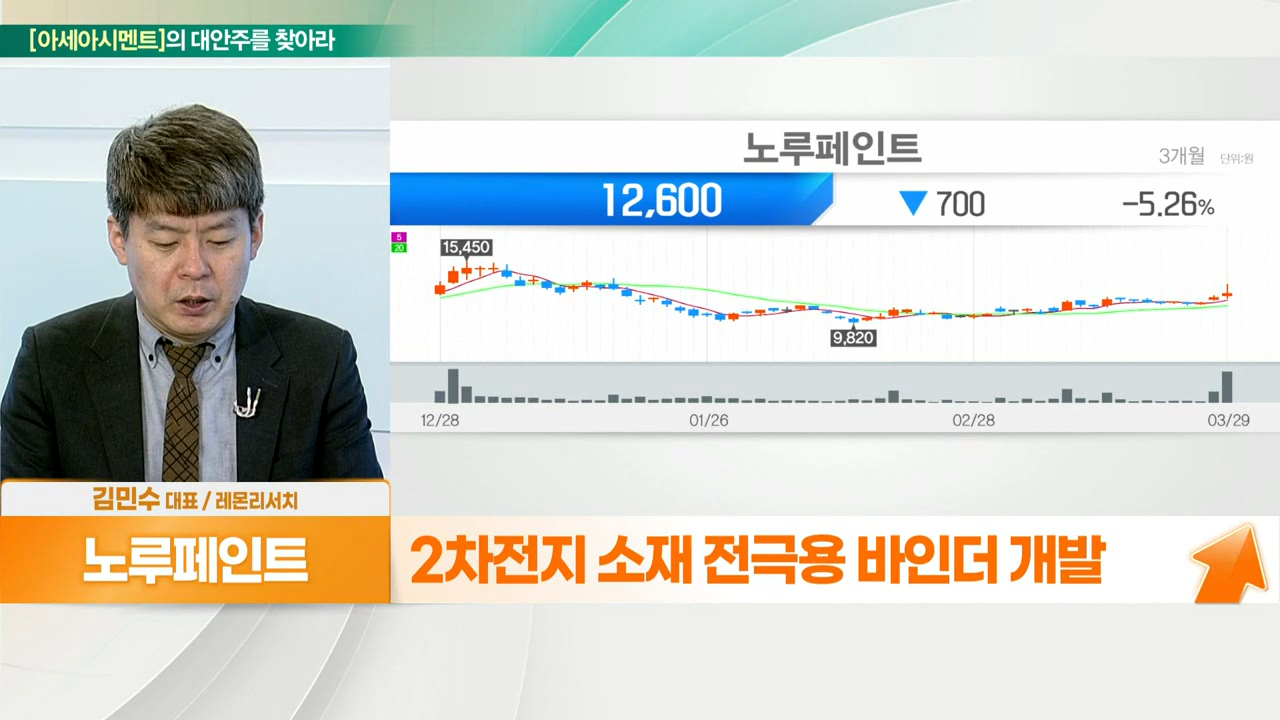 [아세아시멘트]의 대안주를 찾아라
노루페인트
3개월 단위:원
12,600 ▼ 700 -5.26%
5
20
15,450
9,820
12/28 01/26 02/28 03/29
김민수 대표 / 레몬리서치
노루페인트
2차전지 소재 전극용 바인더 개발